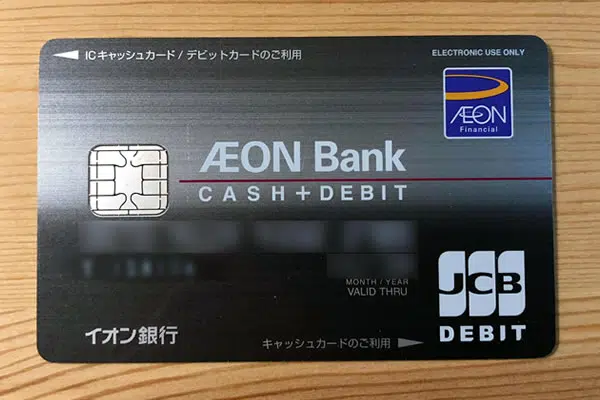 ICキャッシュカード / デビットカードのご利用
ELECTRONIC USE ONLY
ÆON
Financial
ÆON Bank
CASH+DEBIT
MONTH / YEAR
VALID THRU
JCB
DEBIT
イオン銀行
キャッシュカードのご利用